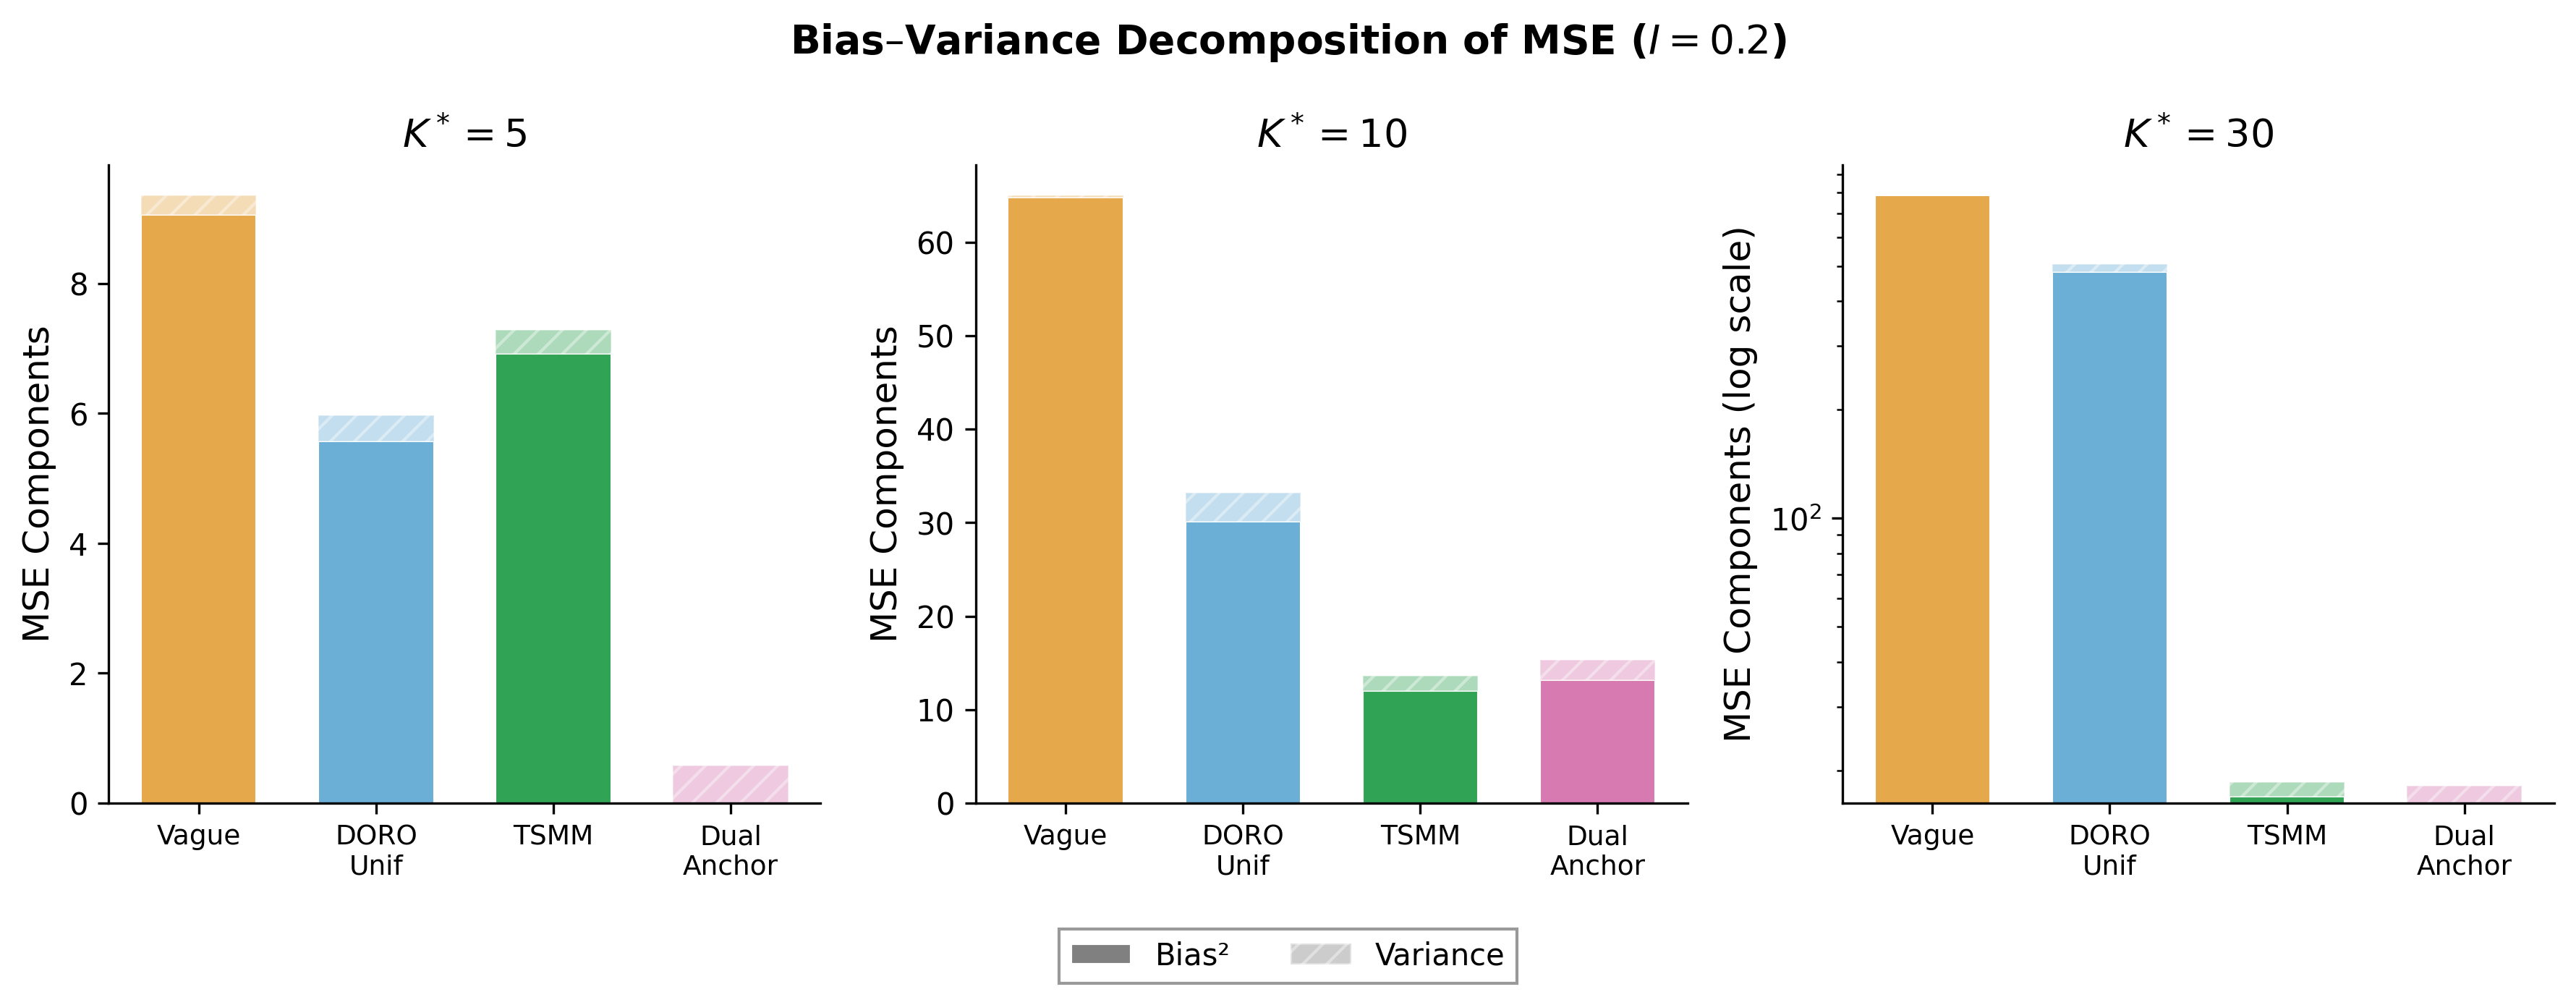 Bias–Variance Decomposition of MSE (I = 0.2)
K* = 5
MSE Components
8
6
4
2
0
Vague
DORO
Unif
TSMM
Dual
Anchor
K* = 10
MSE Components
60
50
40
30
20
10
0
Vague
DORO
Unif
TSMM
Dual
Anchor
K* = 30
MSE Components (log scale)
10²
Vague
DORO
Unif
TSMM
Dual
Anchor
Bias²
Variance